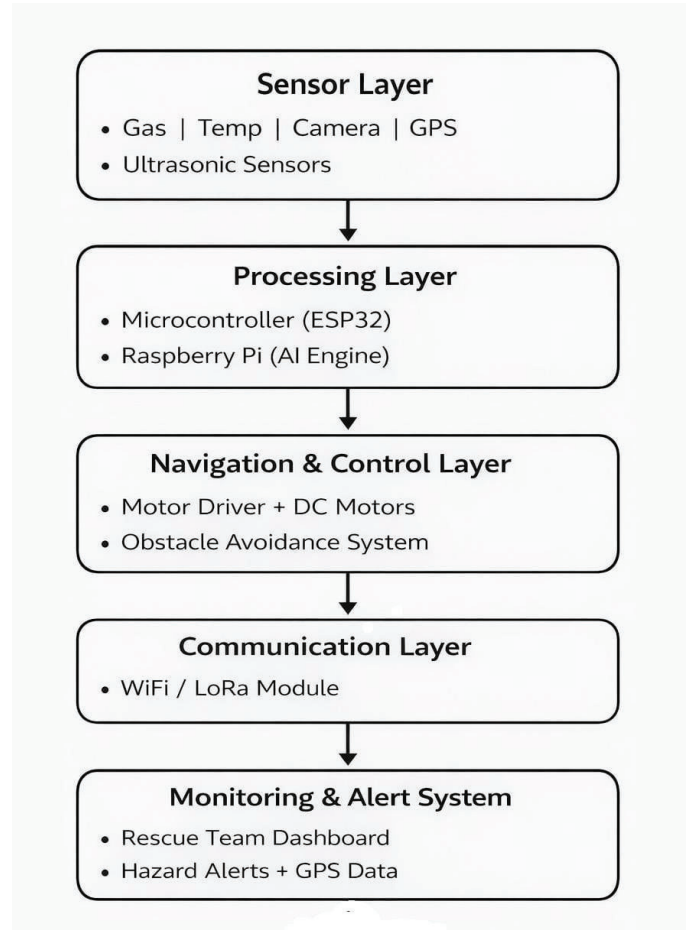 Sensor Layer
• Gas | Temp | Camera | GPS
• Ultrasonic Sensors
Processing Layer
• Microcontroller (ESP32)
• Raspberry Pi (AI Engine)
Navigation & Control Layer
• Motor Driver + DC Motors
• Obstacle Avoidance System
Communication Layer
• WiFi / LoRa Module
Monitoring & Alert System
• Rescue Team Dashboard
• Hazard Alerts + GPS Data